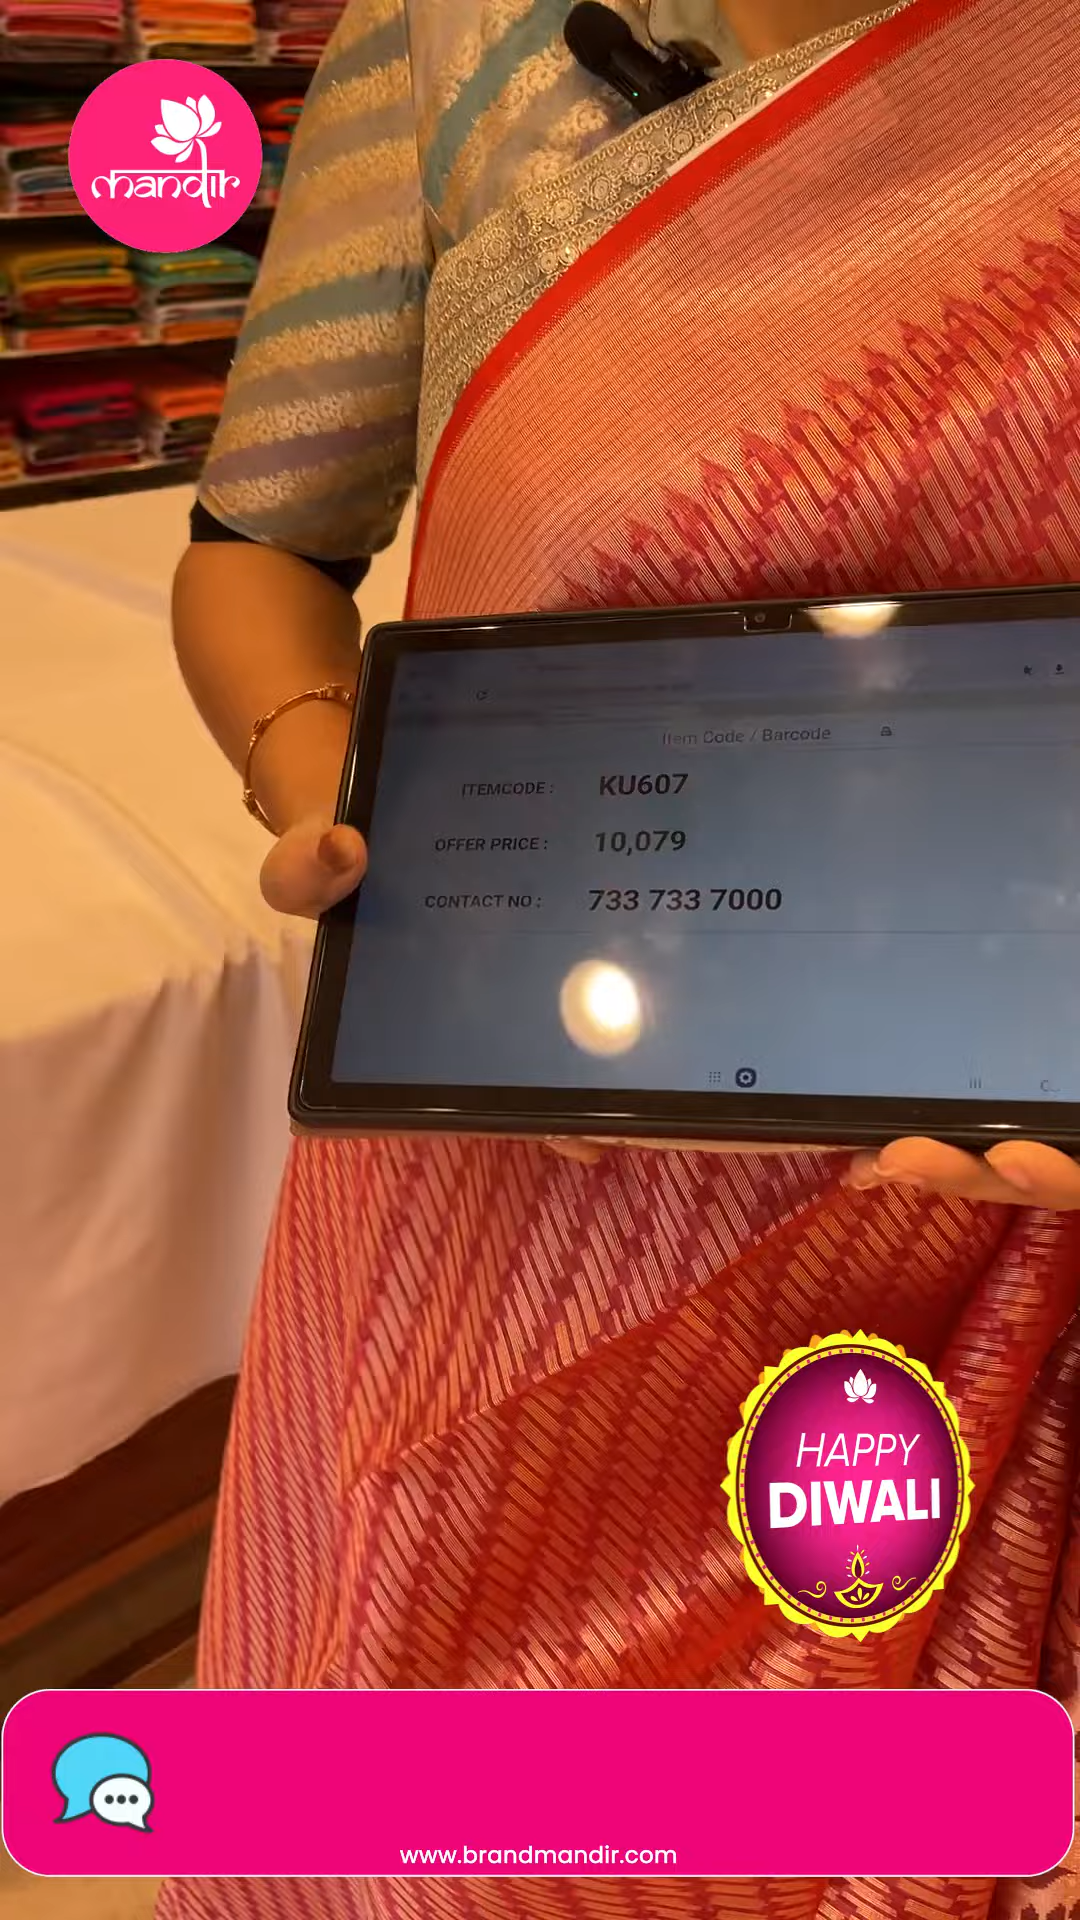 mandir
Item Code / Barcode
ITEMCODE : KU607
OFFER PRICE : 10,079
CONTACT NO : 733 733 7000
HAPPY
DIWALI
www.brandmandir.com